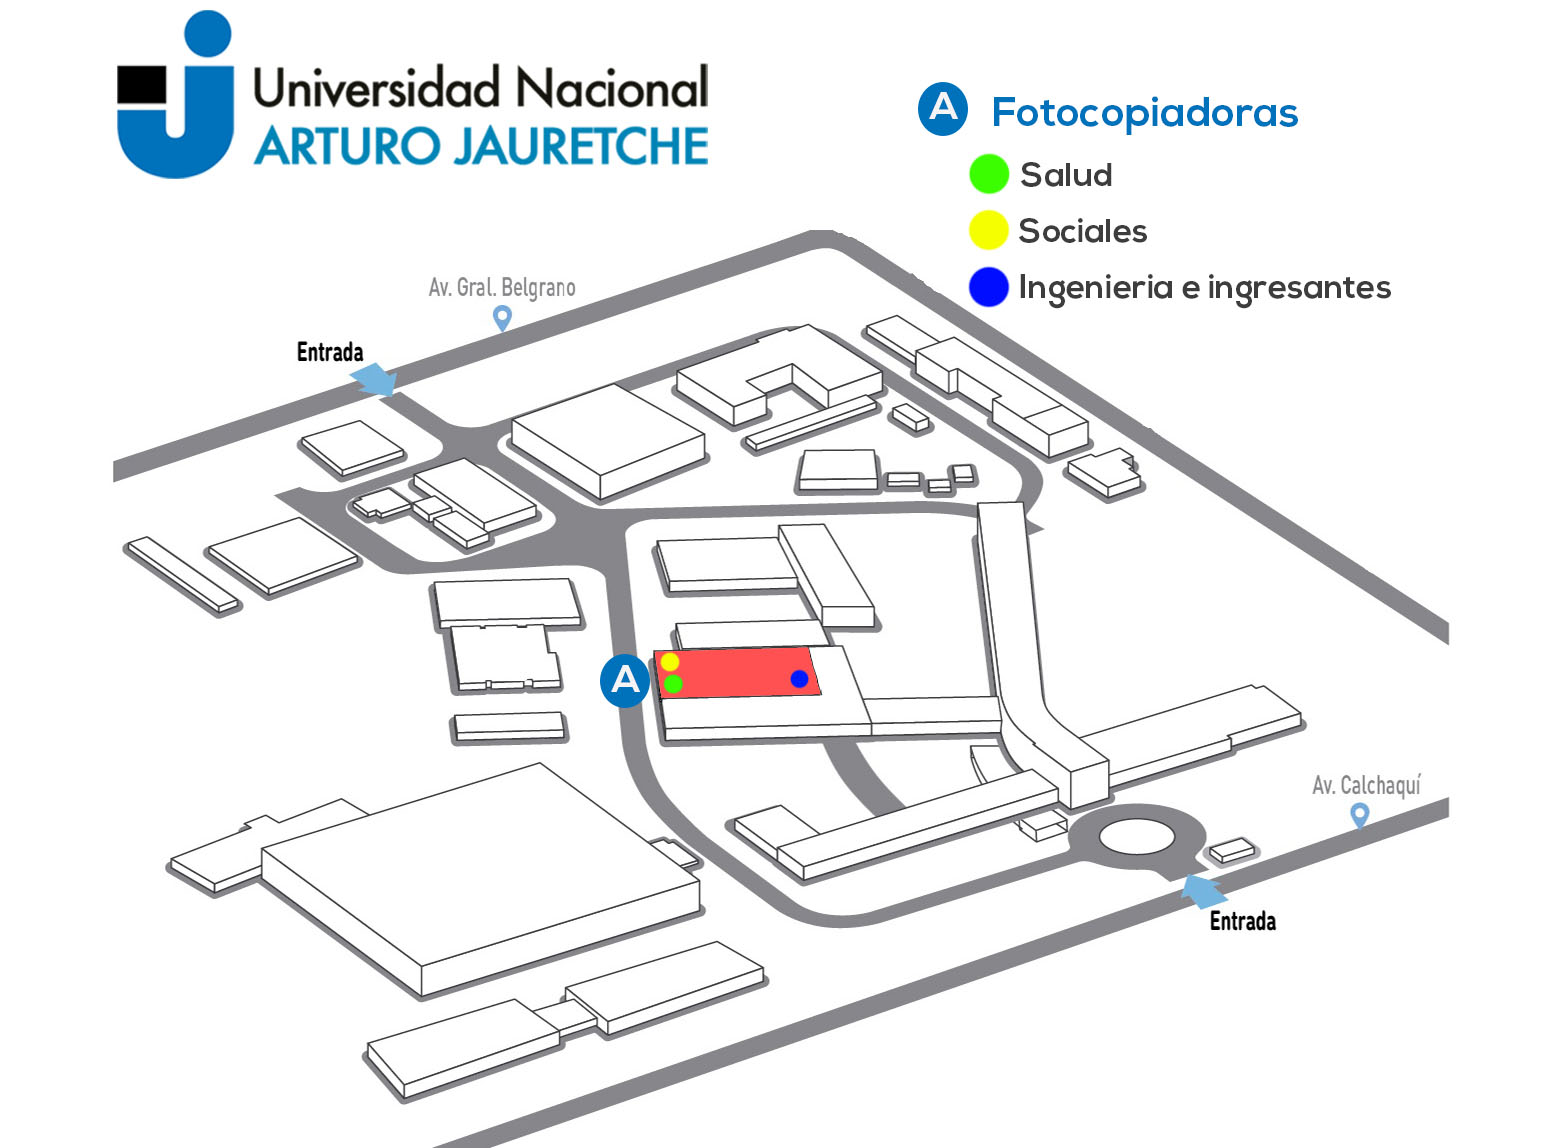 Universidad Nacional
ARTURO JAURETCHE
A Fotocopiadoras
Salud
Sociales
Ingenieria e ingresantes
Av. Gral. Belgrano
Entrada
A
Av. Calchaquí
Entrada